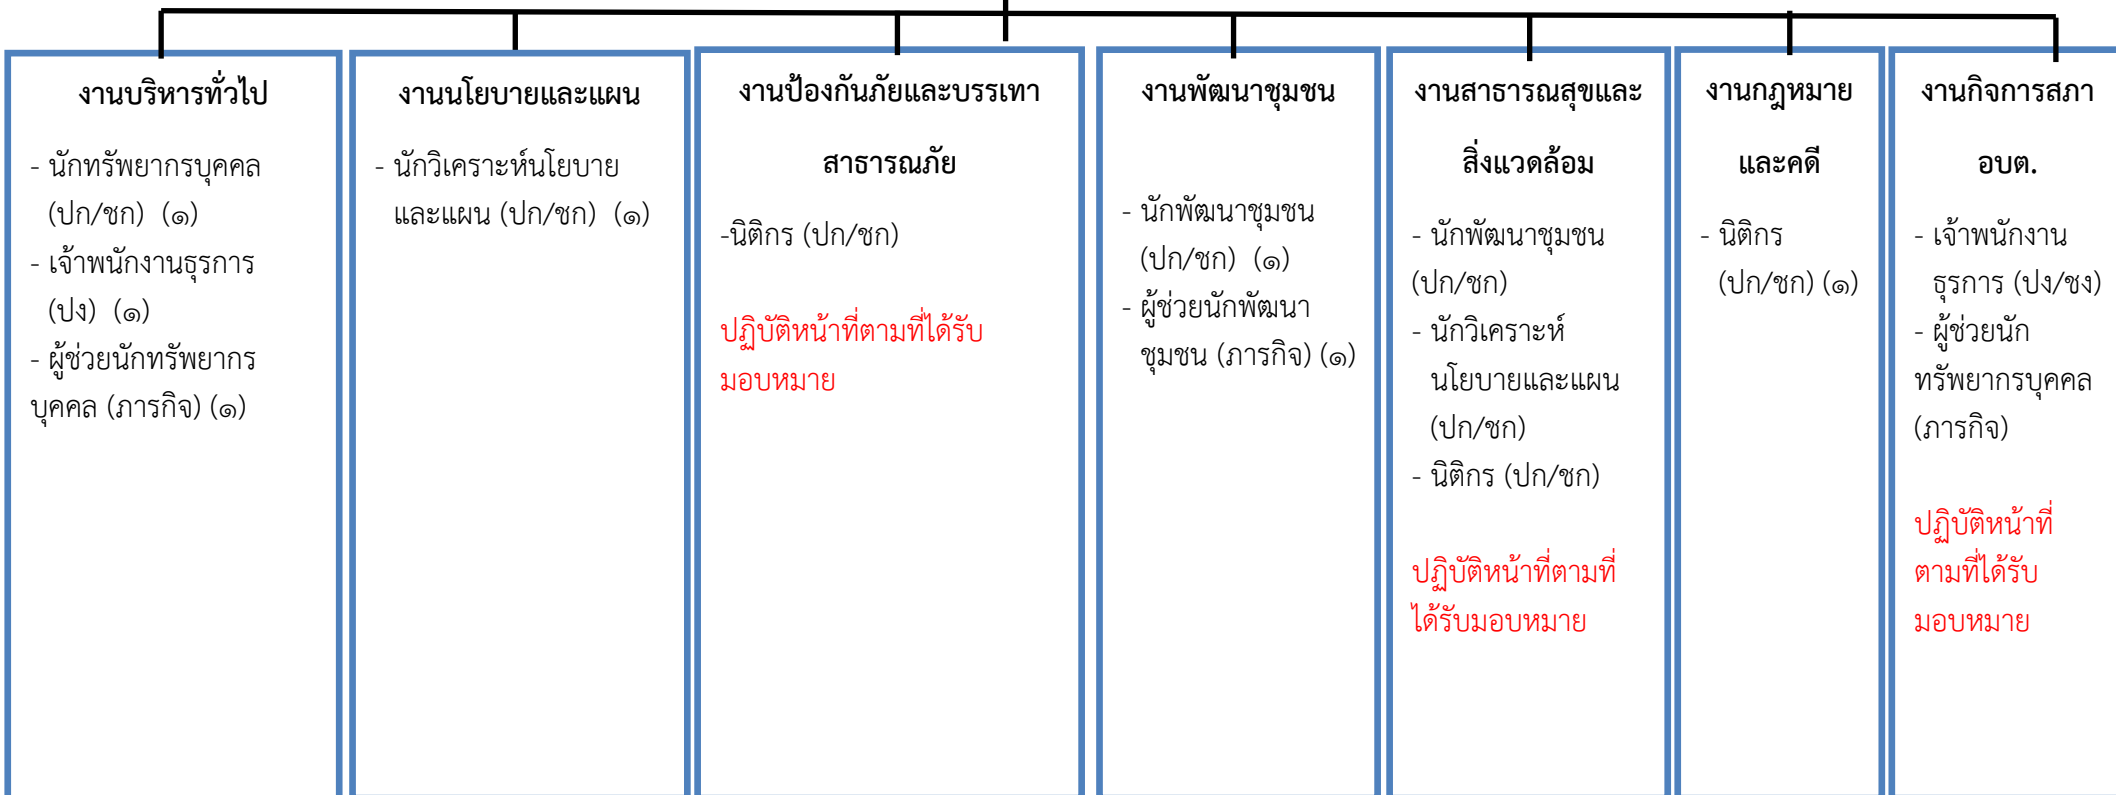 งานบริหารทั่วไป
- นักทรัพยากรบุคคล
(ปก/ชก) (๑)
- เจ้าพนักงานธุรการ
(ปง) (๑)
- ผู้ช่วยนักทรัพยากร
บุคคล (ภารกิจ) (๑)
งานนโยบายและแผน
- นักวิเคราะห์นโยบาย
และแผน (ปก/ชก) (๑)
งานป้องกันภัยและบรรเทา
สาธารณภัย
-นิติกร (ปก/ชก)
ปฏิบัติหน้าที่ตามที่ได้รับ
มอบหมาย
งานพัฒนาชุมชน
- นักพัฒนาชุมชน
(ปก/ชก) (๑)
- ผู้ช่วยนักพัฒนา
ชุมชน (ภารกิจ) (๑)
งานสาธารณสุขและ
สิ่งแวดล้อม
- นักพัฒนาชุมชน
(ปก/ชก)
- นักวิเคราะห์
นโยบายและแผน
(ปก/ชก)
- นิติกร (ปก/ชก)
ปฏิบัติหน้าที่ตามที่
ได้รับมอบหมาย
งานกฎหมาย
และคดี
- นิติกร
(ปก/ชก) (๑)
งานกิจการสภา
อบต.
- เจ้าพนักงาน
ธุรการ (ปง/ชง)
- ผู้ช่วยนัก
ทรัพยากรบุคคล
(ภารกิจ)
ปฏิบัติหน้าที่
ตามที่ได้รับ
มอบหมาย